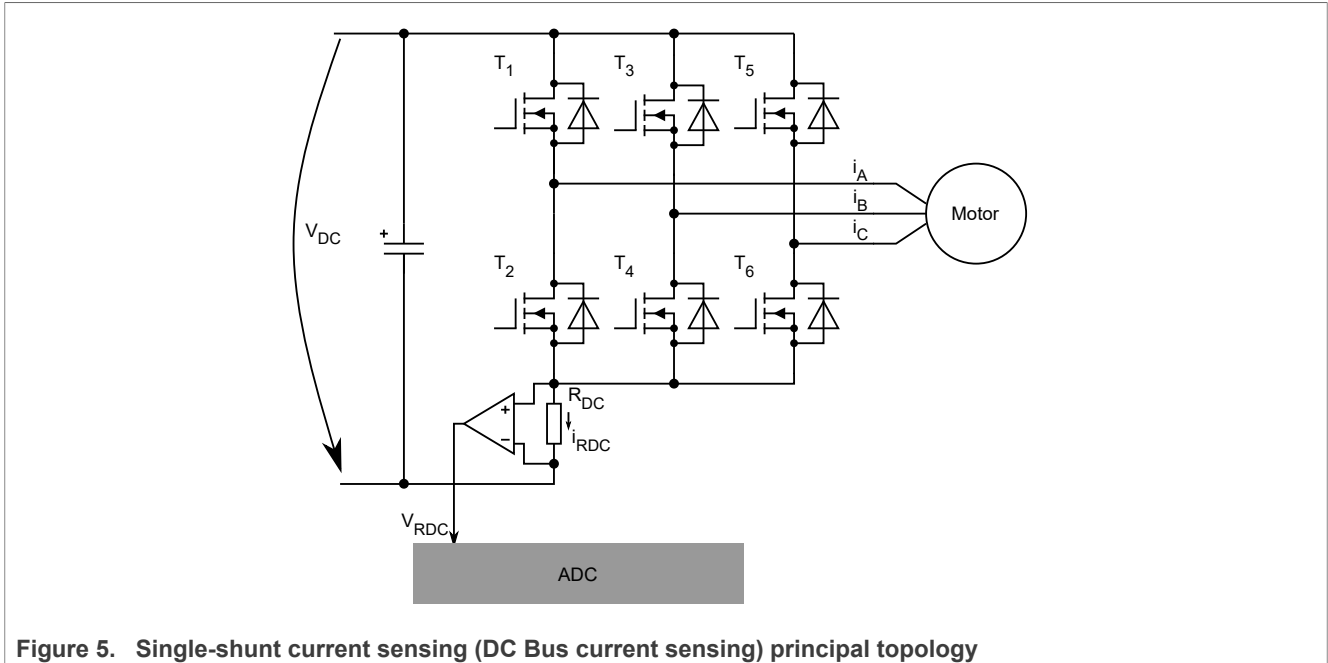 T1
T3
T5
iA
iB
iC
Motor
VDC
+
T2
T4
T6
RDC
+
−
iRDC
VRDC
ADC
Figure 5. Single-shunt current sensing (DC Bus current sensing) principal topology